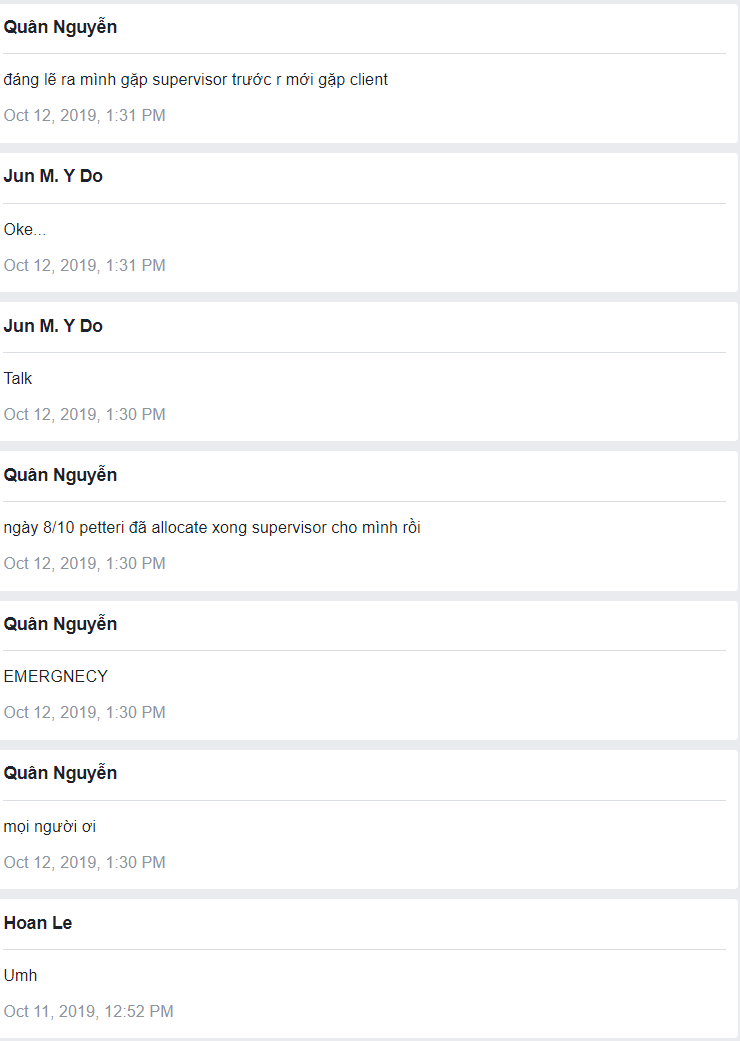 Quân Nguyễn
đáng lẽ ra mình gặp supervisor trước r mới gặp client
Oct 12, 2019, 1:31 PM
Jun M. Y Do
Oke...
Oct 12, 2019, 1:31 PM
Jun M. Y Do
Talk
Oct 12, 2019, 1:30 PM
Quân Nguyễn
ngày 8/10 petteri đã allocate xong supervisor cho mình rồi
Oct 12, 2019, 1:30 PM
Quân Nguyễn
EMERGNECY
Oct 12, 2019, 1:30 PM
Quân Nguyễn
mọi người ơi
Oct 12, 2019, 1:30 PM
Hoan Le
Umh
Oct 11, 2019, 12:52 PM